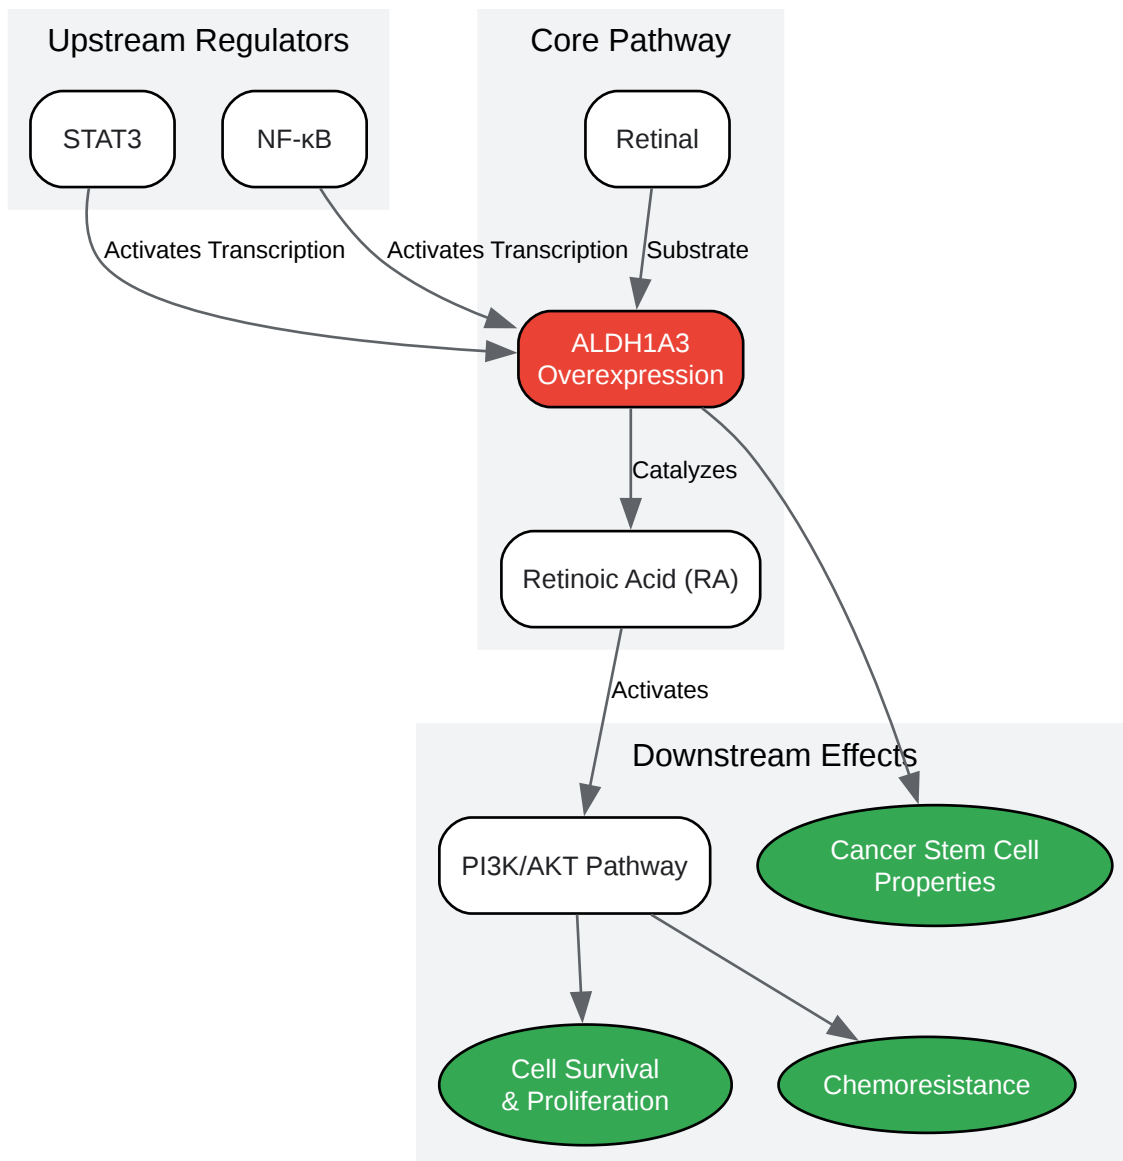 Upstream Regulators
Core Pathway
STAT3
NF-κB
Retinal
Activates Transcription
Activates Transcription
Substrate
ALDH1A3
Overexpression
Catalyzes
Retinoic Acid (RA)
Activates
Downstream Effects
PI3K/AKT Pathway
Cancer Stem Cell
Properties
Cell Survival
& Proliferation
Chemoresistance